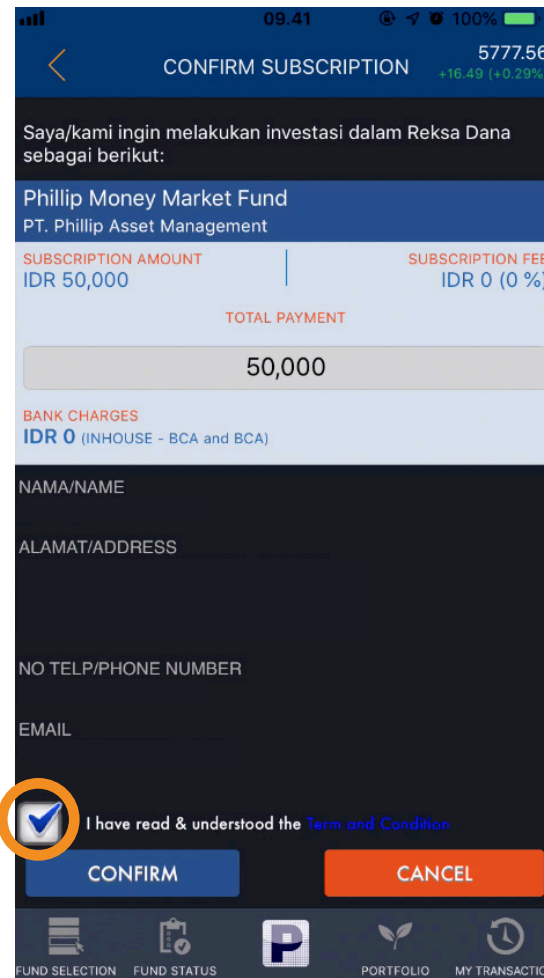 09.41 100%
CONFIRM SUBSCRIPTION
5777.56
+16.49 (+0.29%
Saya/kami ingin melakukan investasi dalam Reksa Dana
sebagai berikut:
Phillip Money Market Fund
PT. Phillip Asset Management
SUBSCRIPTION AMOUNT SUBSCRIPTION FEE
IDR 50,000 IDR 0 (0 %)
TOTAL PAYMENT
50,000
BANK CHARGES
IDR 0 (INHOUSE - BCA and BCA)
NAMA/NAME
ALAMAT/ADDRESS
NO TELP/PHONE NUMBER
EMAIL
I have read & understood the Term and Condition
CONFIRM CANCEL
P
FUND SELECTION FUND STATUS PORTFOLIO MY TRANSACTIO